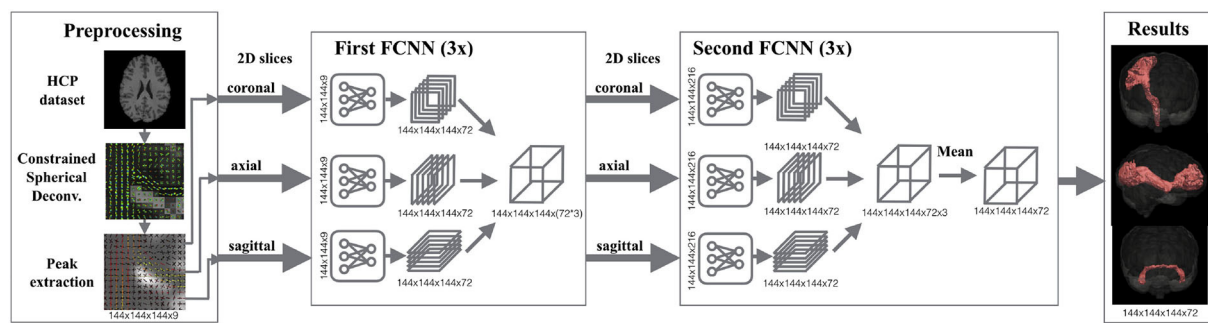 Preprocessing
HCP
dataset
Constrained
Spherical
Deconv.
Peak
extraction
144x144x144x9
2D slices
coronal
axial
sagittal
First FCNN (3x)
144x144x9
144x144x144x72
144x144x9
144x144x144x72
144x144x144x(72*3)
144x144x9
144x144x144x72
2D slices
coronal
axial
sagittal
Second FCNN (3x)
144x144x216
144x144x144x72
144x144x216
144x144x144x72
144x144x144x72x3
Mean
144x144x144x72
144x144x216
144x144x144x72
Results
144x144x144x72